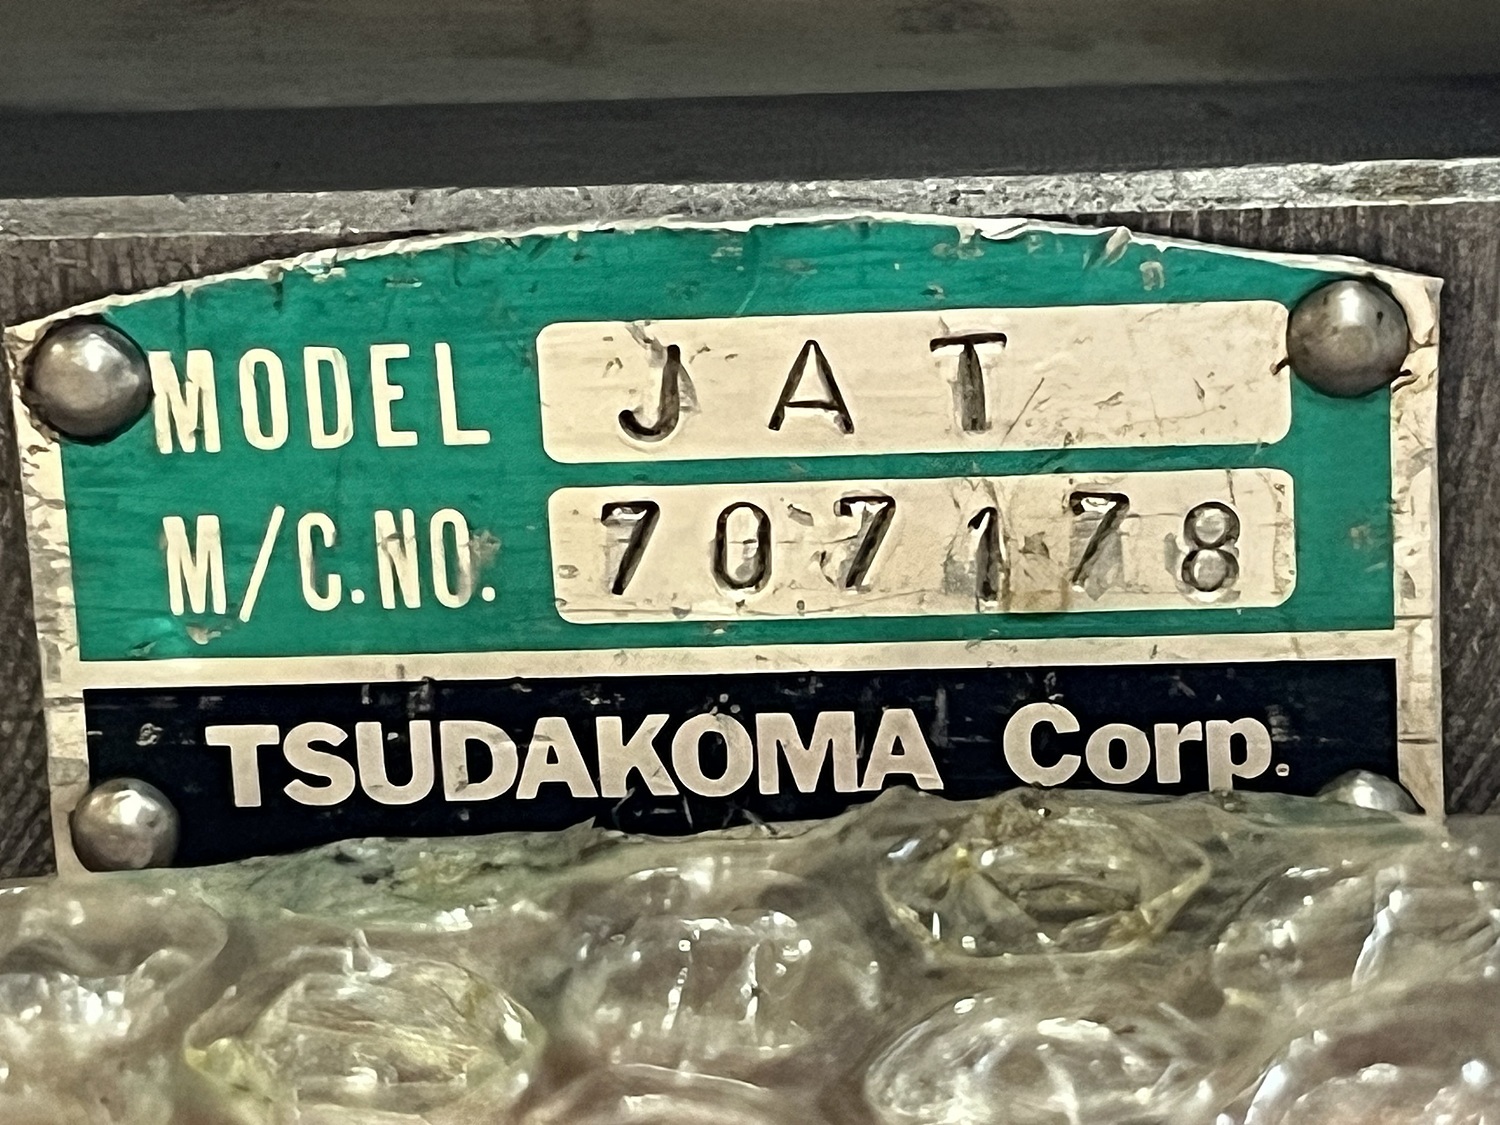 MODEL JAT
M/C.NO. 707178
TSUDAKOMA Corp.